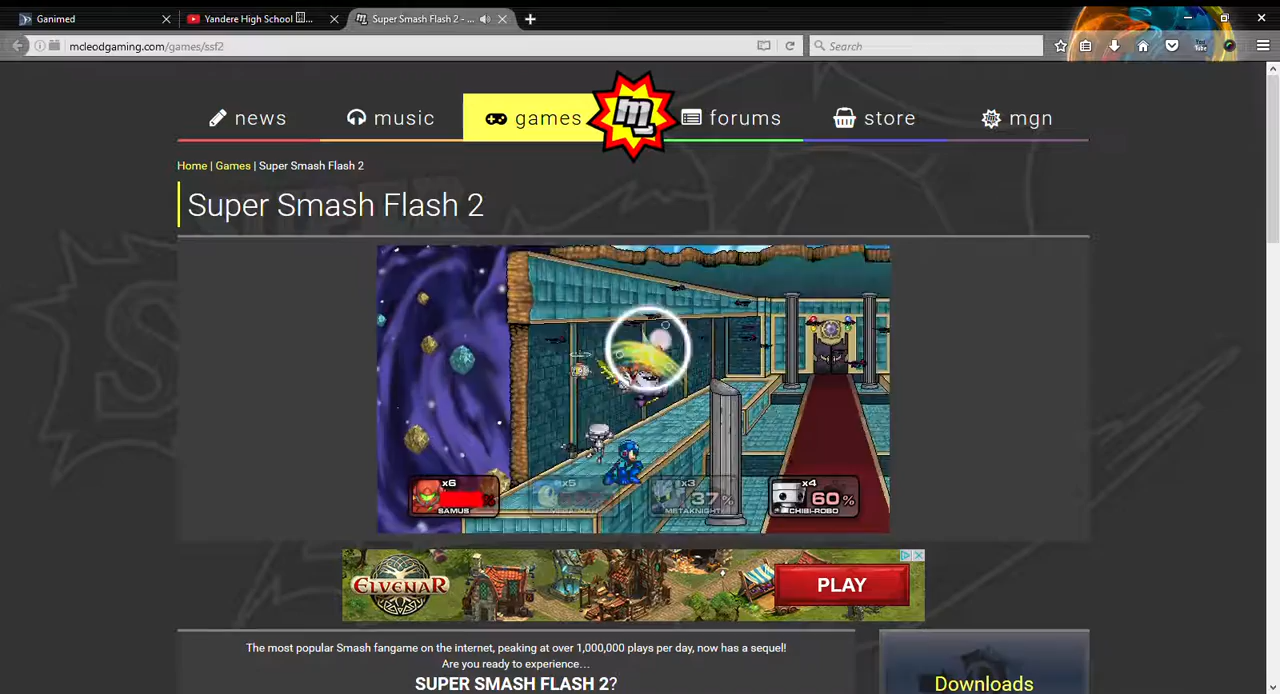 Ganimed
Yandere High School
Super Smash Flash 2 - ...
mcleodgaming.com/games/ssf2
Search
You
Tube
news
music
games
m
forums
store
mgn
Home | Games | Super Smash Flash 2
Super Smash Flash 2
x6
x5
x3
x4
37%
60%
SAMUS
METAKNIGHT
CHIBI-ROBO
ELVENAR
PLAY
The most popular Smash fangame on the internet, peaking at over 1,000,000 plays per day, now has a sequel!
Are you ready to experience…
SUPER SMASH FLASH 2?
Downloads